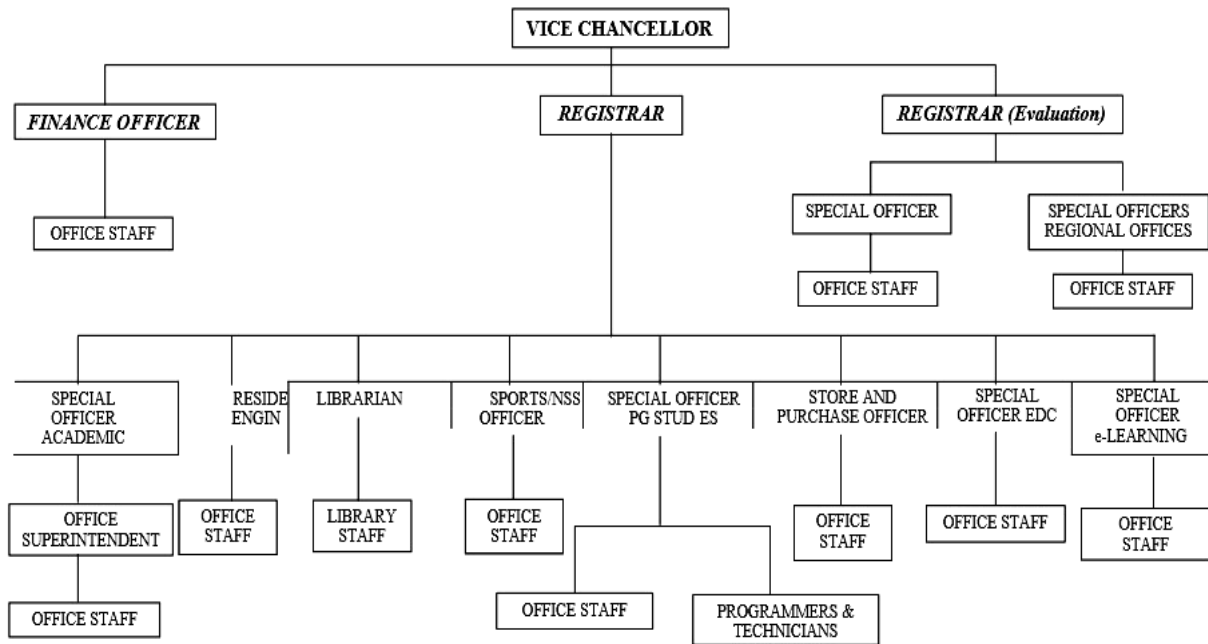 VICE CHANCELLOR
FINANCE OFFICER
REGISTRAR
REGISTRAR (Evaluation)
OFFICE STAFF
SPECIAL OFFICER
OFFICE STAFF
SPECIAL OFFICERS
REGIONAL OFFICES
OFFICE STAFF
SPECIAL
OFFICER
ACADEMIC
RESIDE
ENGIN
LIBRARIAN
SPORTS/NSS
OFFICER
SPECIAL OFFICER
PG STUD ES
STORE AND
PURCHASE OFFICER
SPECIAL
OFFICER EDC
SPECIAL
OFFICER
e-LEARNING
OFFICE
SUPERINTENDENT
OFFICE
STAFF
LIBRARY
STAFF
OFFICE
STAFF
OFFICE
STAFF
OFFICE STAFF
OFFICE
STAFF
OFFICE STAFF
OFFICE STAFF
PROGRAMMERS &
TECHNICIANS